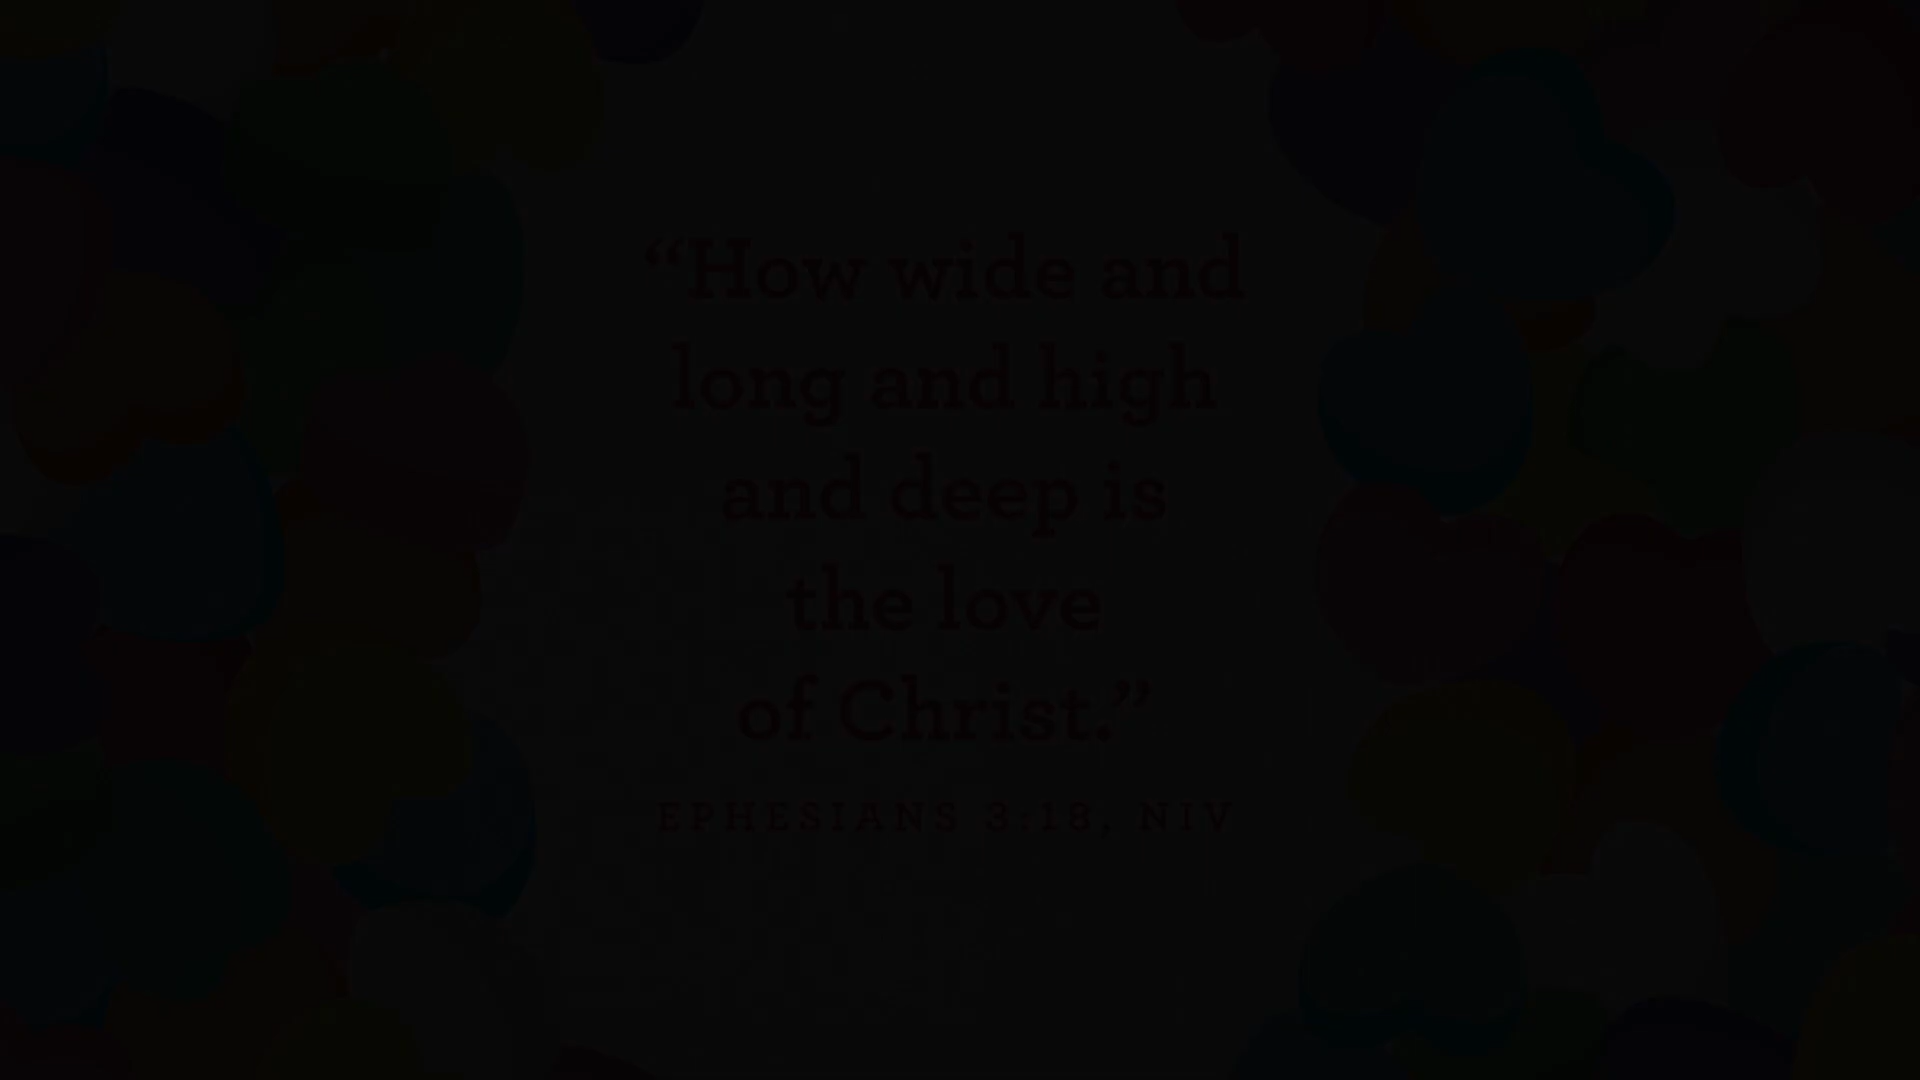 “How wide and
long and high
and deep is
the love
of Christ.”
EPHESIANS 3:18, NIV